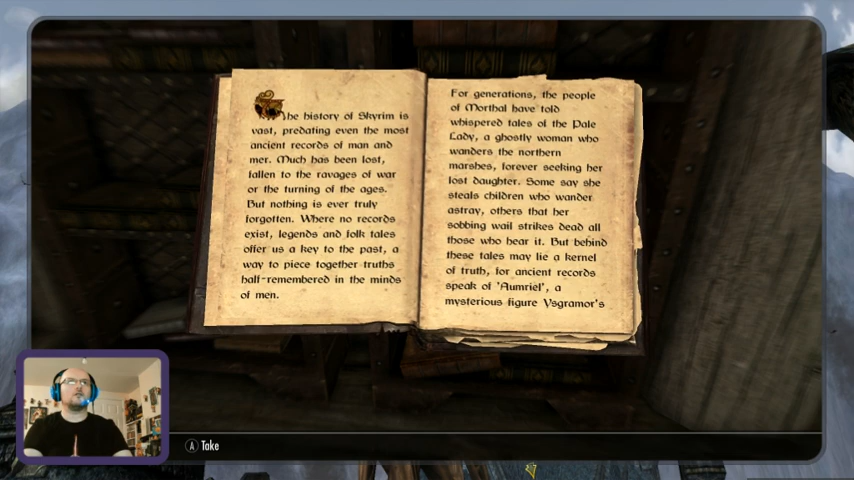 The history of Skyrim is
vast, predating even the most
ancient records of man and
mer. Much has been lost,
fallen to the ravages of war
or the turning of the ages.
But nothing is ever truly
forgotten. Where no records
exist, legends and folk tales
offer us a key to the past, a
way to piece together truths
half-remembered in the minds
of men.
For generations, the people
of Morthal have told
whispered tales of the Pale
Lady, a ghostly woman who
wanders the northern
marshes, forever seeking her
lost daughter. Some say she
steals children who wander
astray, others that her
sobbing wail strikes dead all
those who hear it. But behind
these tales may lie a kernel
of truth, for ancient records
speak of 'Aumriel', a
mysterious figure Ysgramor's
A Take